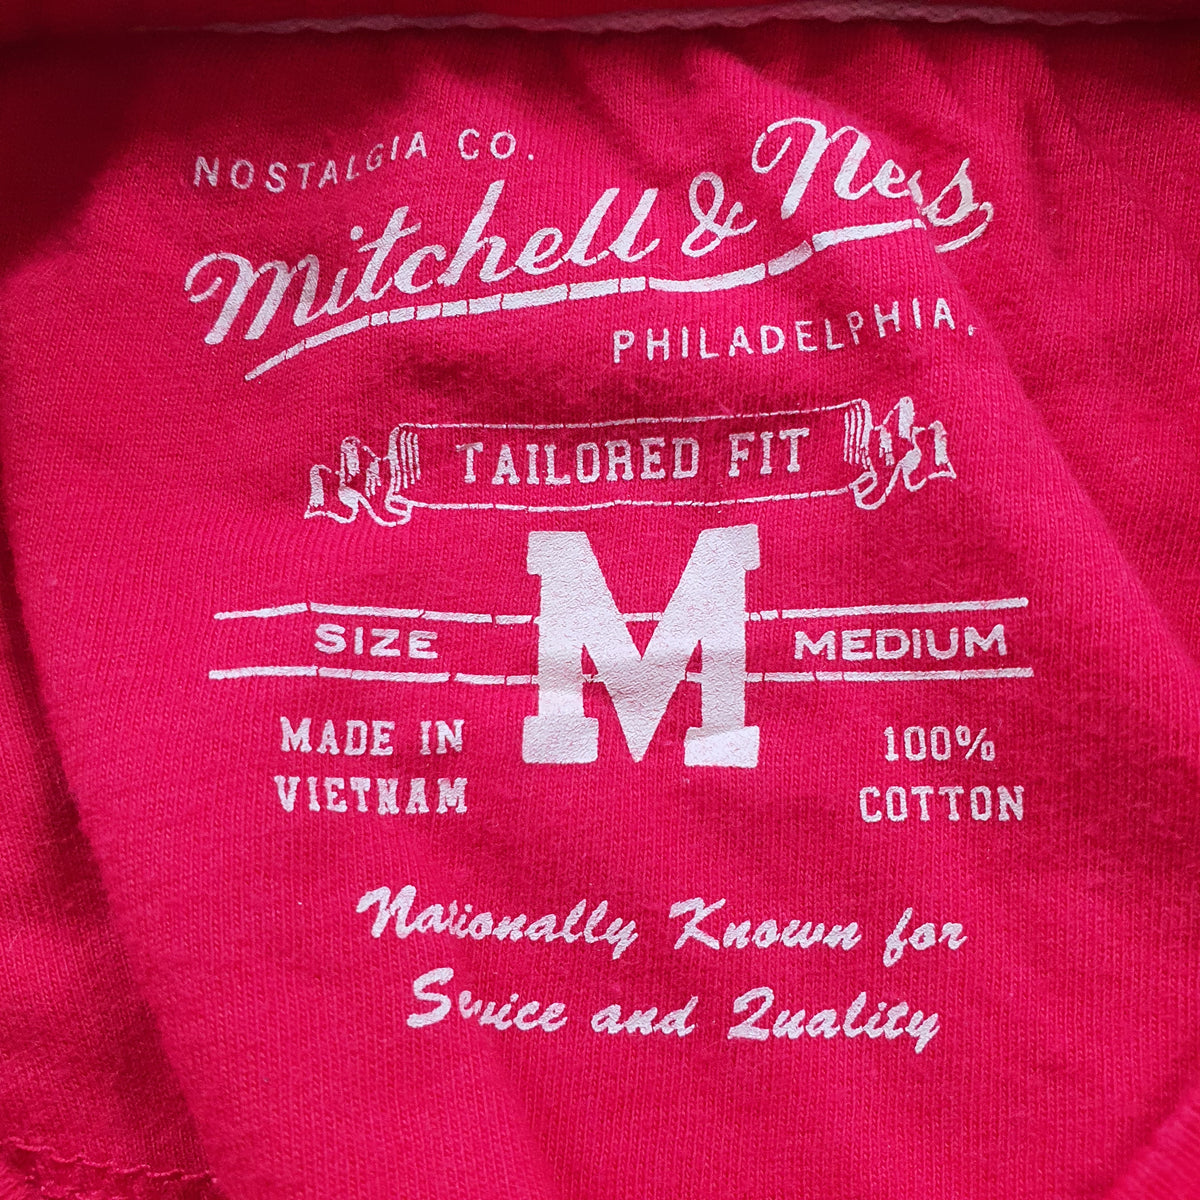 NOSTALGIA CO.
Mitchell & Ness
PHILADELPHIA,
TAILORED FIT
SIZE M MEDIUM
MADE IN
VIETNAM
100%
COTTON
Nationally Known for
Service and Quality